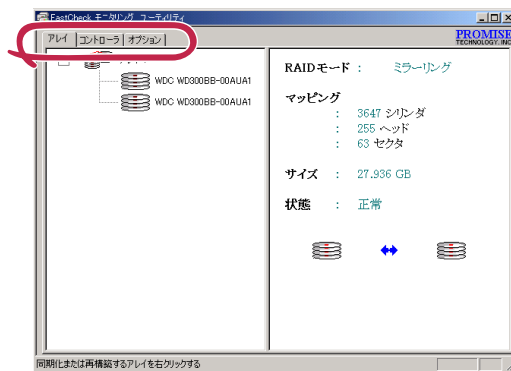 FastCheck モニタリング ユーティリティ
PROMISE
TECHNOLOGY, INC
アレイ コントローラ オプション
WDC WD300BB-00AUA1
WDC WD300BB-00AUA1
RAIDモード : ミラーリング
マッピング
: 3647 シリンダ
: 255 ヘッド
: 63 セクタ
サイズ : 27.936 GB
状態 : 正常
同期化または再構築するアレイを右クリックする